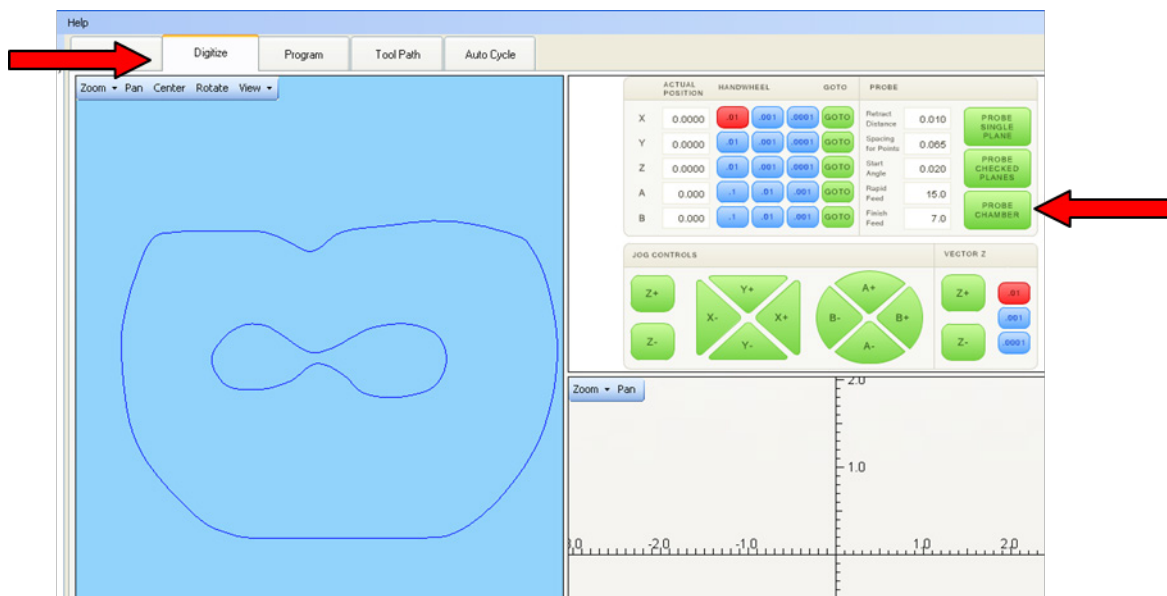 Help
Digitize Program Tool Path Auto Cycle
Zoom Pan Center Rotate View
ACTUAL POSITION HANDWHEEL GOTO PROBE
X 0.0000 .01 .001 .0001 GOTO Retract Distance 0.010 PROBE SINGLE PLANE
Y 0.0000 .01 .001 .0001 GOTO Spacing for Points 0.065
Z 0.0000 .01 .001 .0001 GOTO Start Angle 0.020 PROBE CHECKED PLANES
A 0.000 .1 .01 .001 GOTO Rapid Feed 15.0
B 0.000 .1 .01 .001 GOTO Finish Feed 7.0 PROBE CHAMBER
JOG CONTROLS VECTOR Z
Z+ Y+ A+ Z+ .01
X- X+ B- B+ .001
Z- Y- A- Z- .0001
Zoom Pan
2.0
1.0
-2.0 -1.0 1.0 2.0